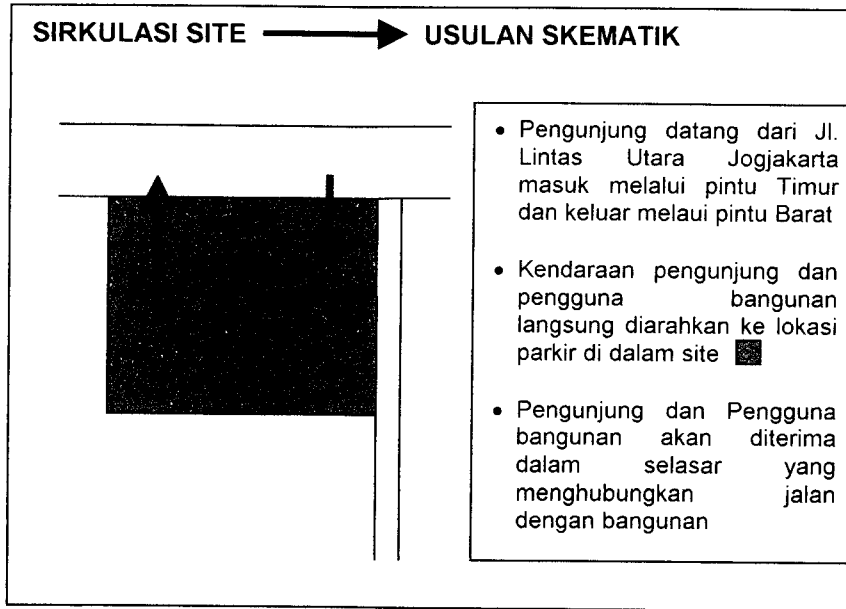 SIRKULASI SITE USULAN SKEMATIK
• Pengunjung datang dari Jl.
Lintas Utara Jogjakarta
masuk melalui pintu Timur
dan keluar melaui pintu Barat
• Kendaraan pengunjung dan
pengguna bangunan
langsung diarahkan ke lokasi
parkir di dalam site
• Pengunjung dan Pengguna
bangunan akan diterima
dalam selasar yang
menghubungkan jalan
dengan bangunan